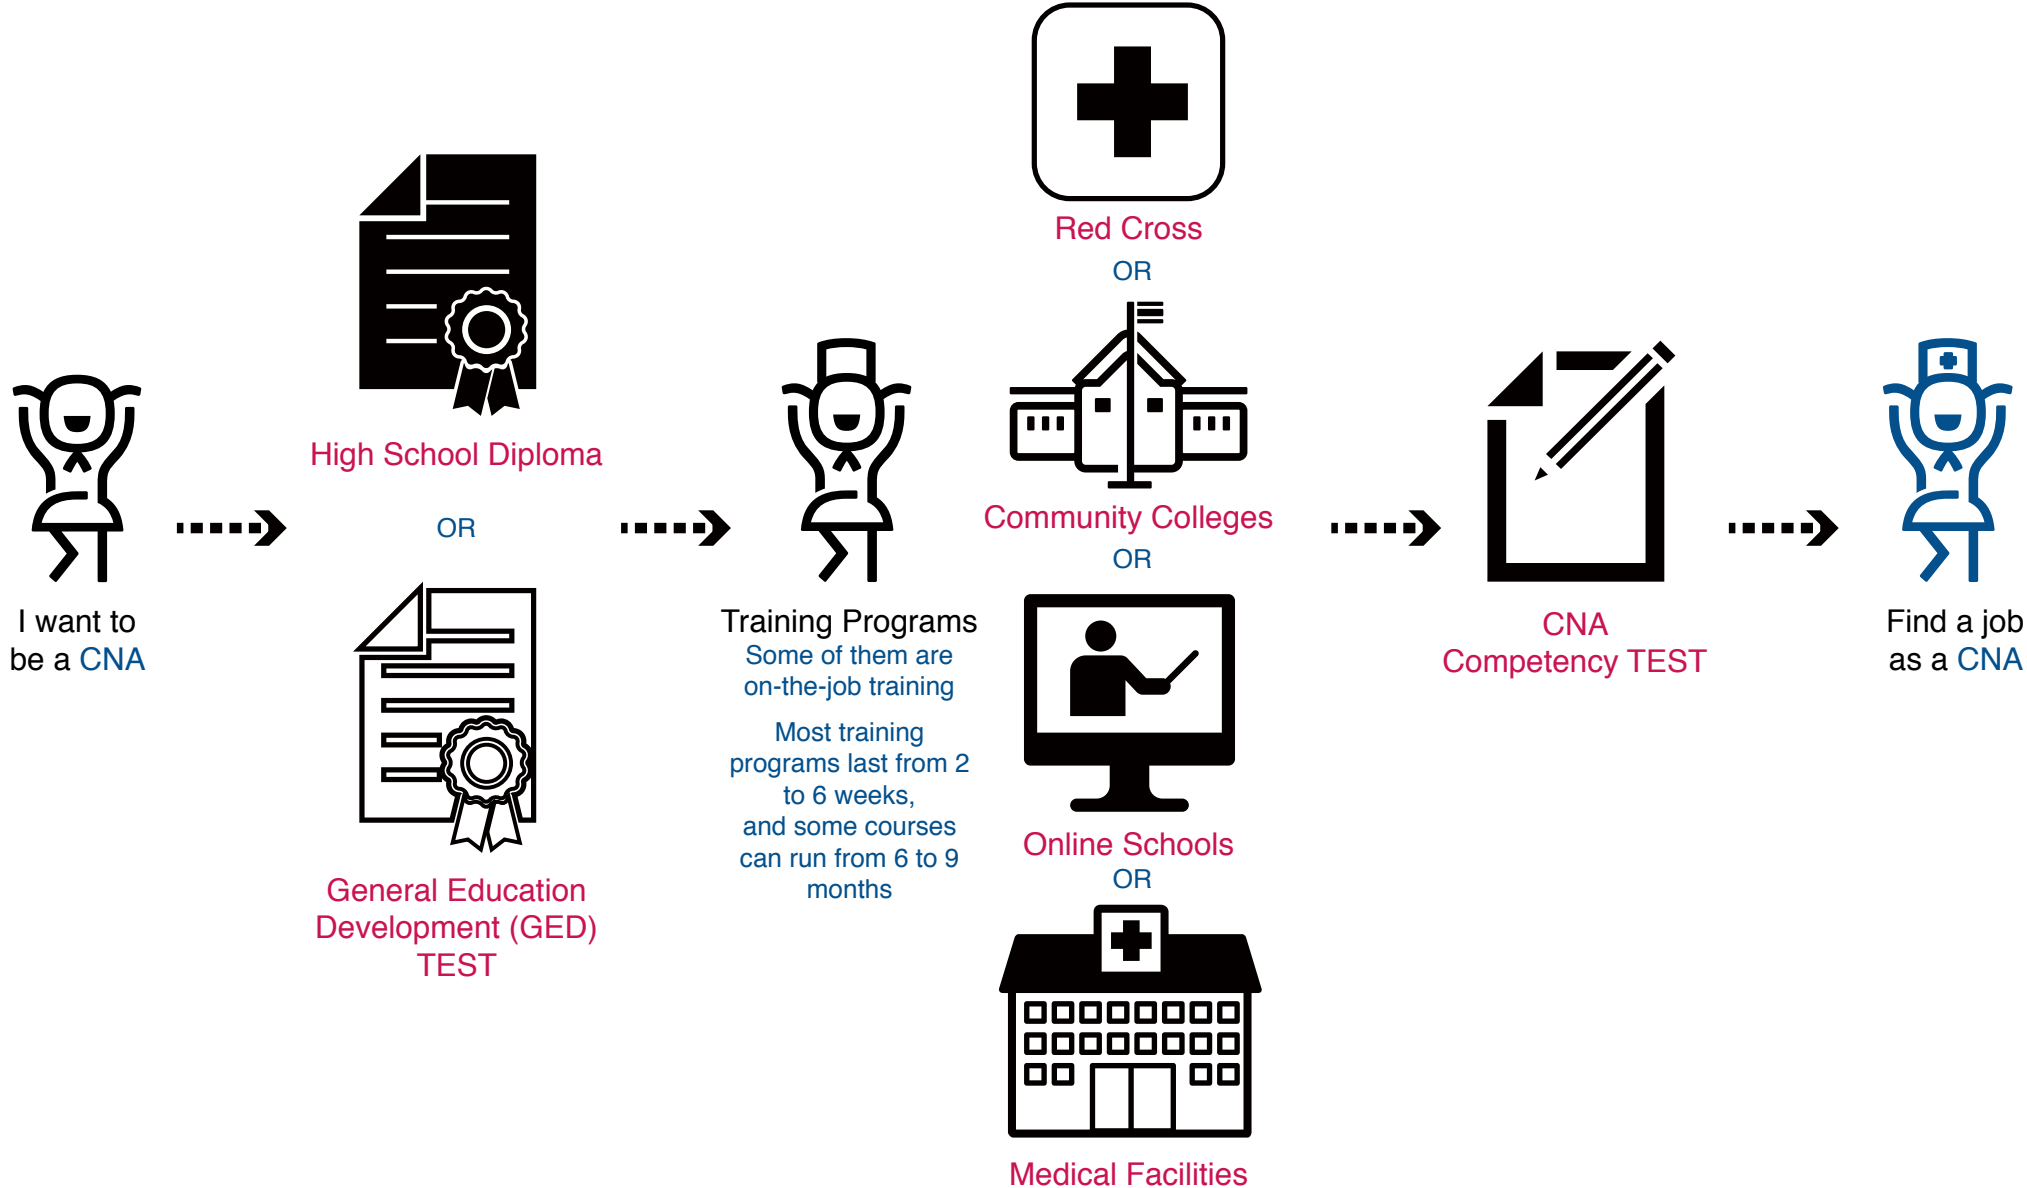 I want to
be a CNA
High School Diploma
OR
General Education
Development (GED)
TEST
Training Programs
Some of them are
on-the-job training
Most training
programs last from 2
to 6 weeks,
and some courses
can run from 6 to 9
months
Red Cross
OR
Community Colleges
OR
Online Schools
OR
Medical Facilities
CNA
Competency TEST
Find a job
as a CNA